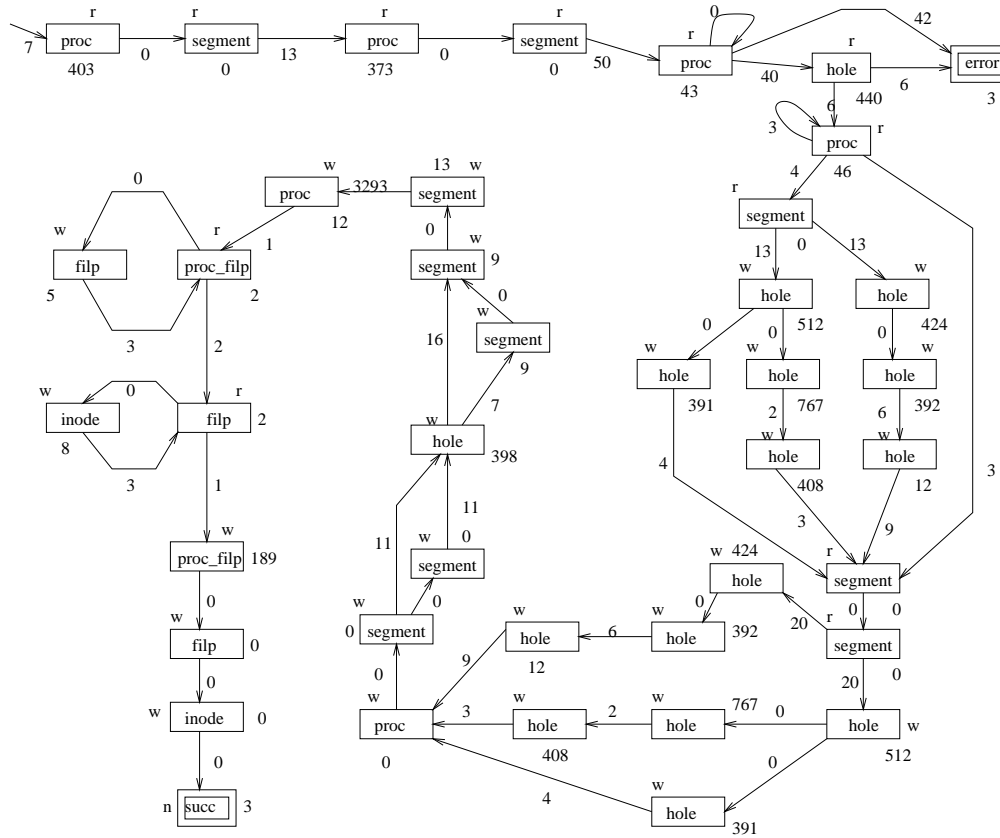 r r r r 0 42
7 proc 0 segment 13 proc 0 segment 50 r proc 40 r hole 6 error
403 0 373 0 43 440 3
6
3 proc r
4 46
w 13 w r
proc 3293 segment segment
0 12 0 13 0 13
w r 1 w w w
filp proc_filp segment 9 hole hole
5 2 0 0 512 0 424
3 2 16 w segment w hole w hole w hole
9 391 767 392
w 0 r 7 2 6
inode filp 2 w hole w hole w hole
8 398 4 408 12 3
3 1 11 3 9
w 11 w 0 w 424 r
proc_filp 189 segment hole segment
0 w 0 0 0 0
w 0 segment w w 20 r
filp 0 hole 6 hole 392 segment
0 0 9 12 20 0
w inode 0 w w w 767
proc 3 hole 2 hole 0 hole w
0 0 408 512
0
n succ 3 4 w hole
391